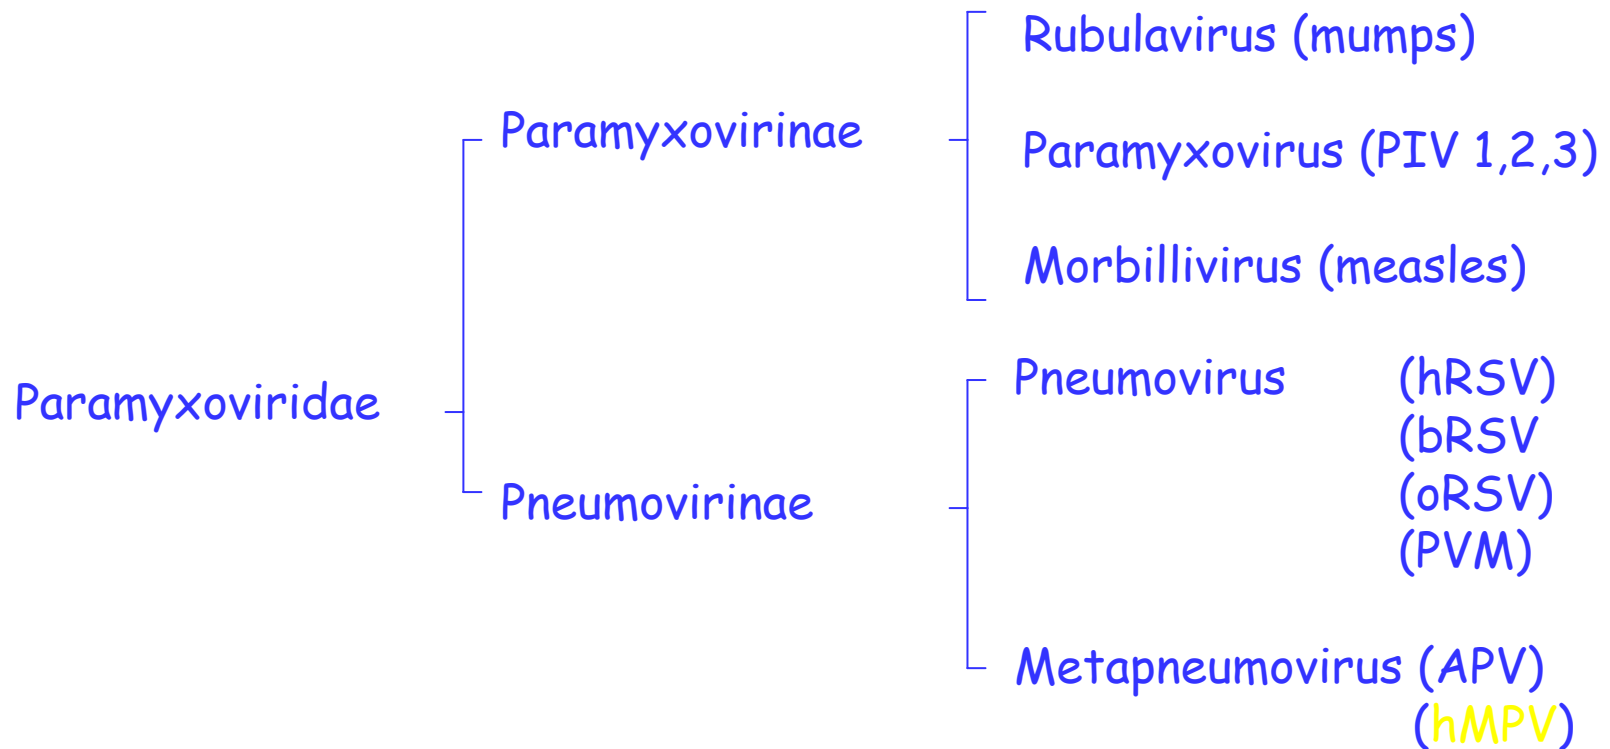 Rubulavirus (mumps)
Paramyxovirinae
Paramyxovirus (PIV 1,2,3)
Morbillivirus (measles)
Paramyxoviridae
Pneumovirinae
Pneumovirus (hRSV)
(bRSV
(oRSV)
(PVM)
Metapneumovirus (APV)
(hMPV)